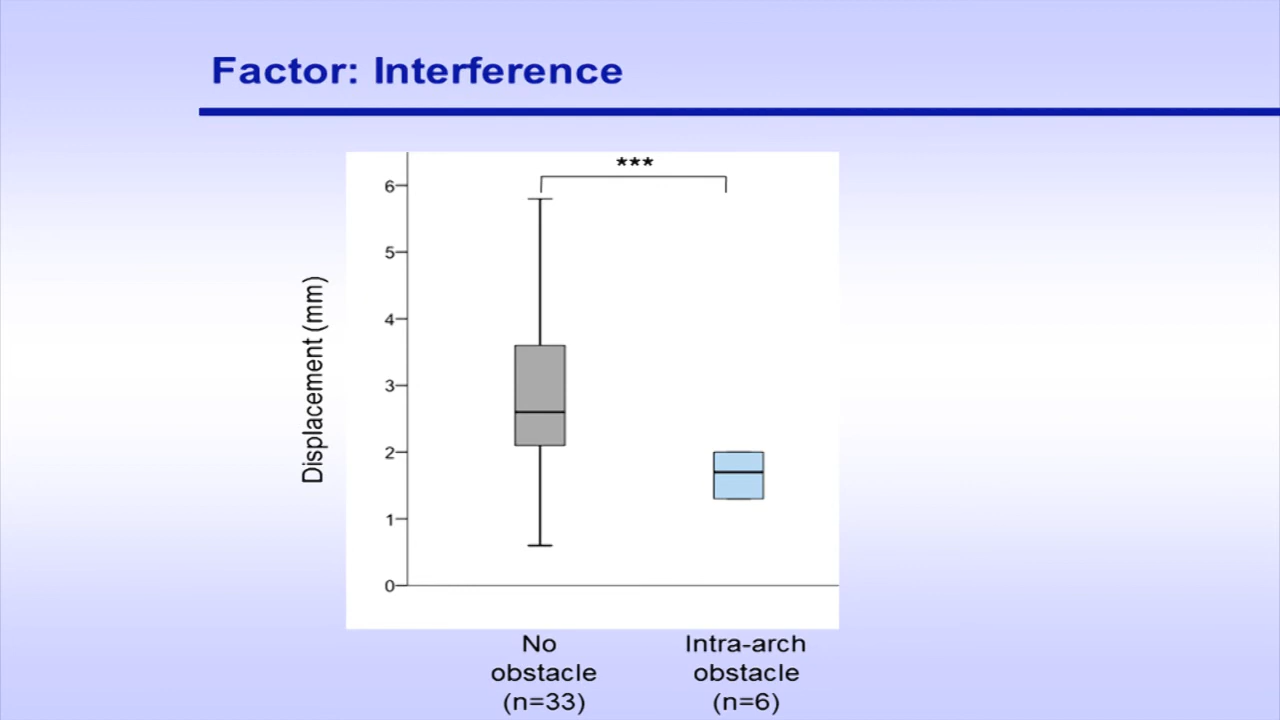 Factor: Interference
***
6
5
4
3
2
1
0
Displacement (mm)
No
obstacle
(n=33)
Intra-arch
obstacle
(n=6)